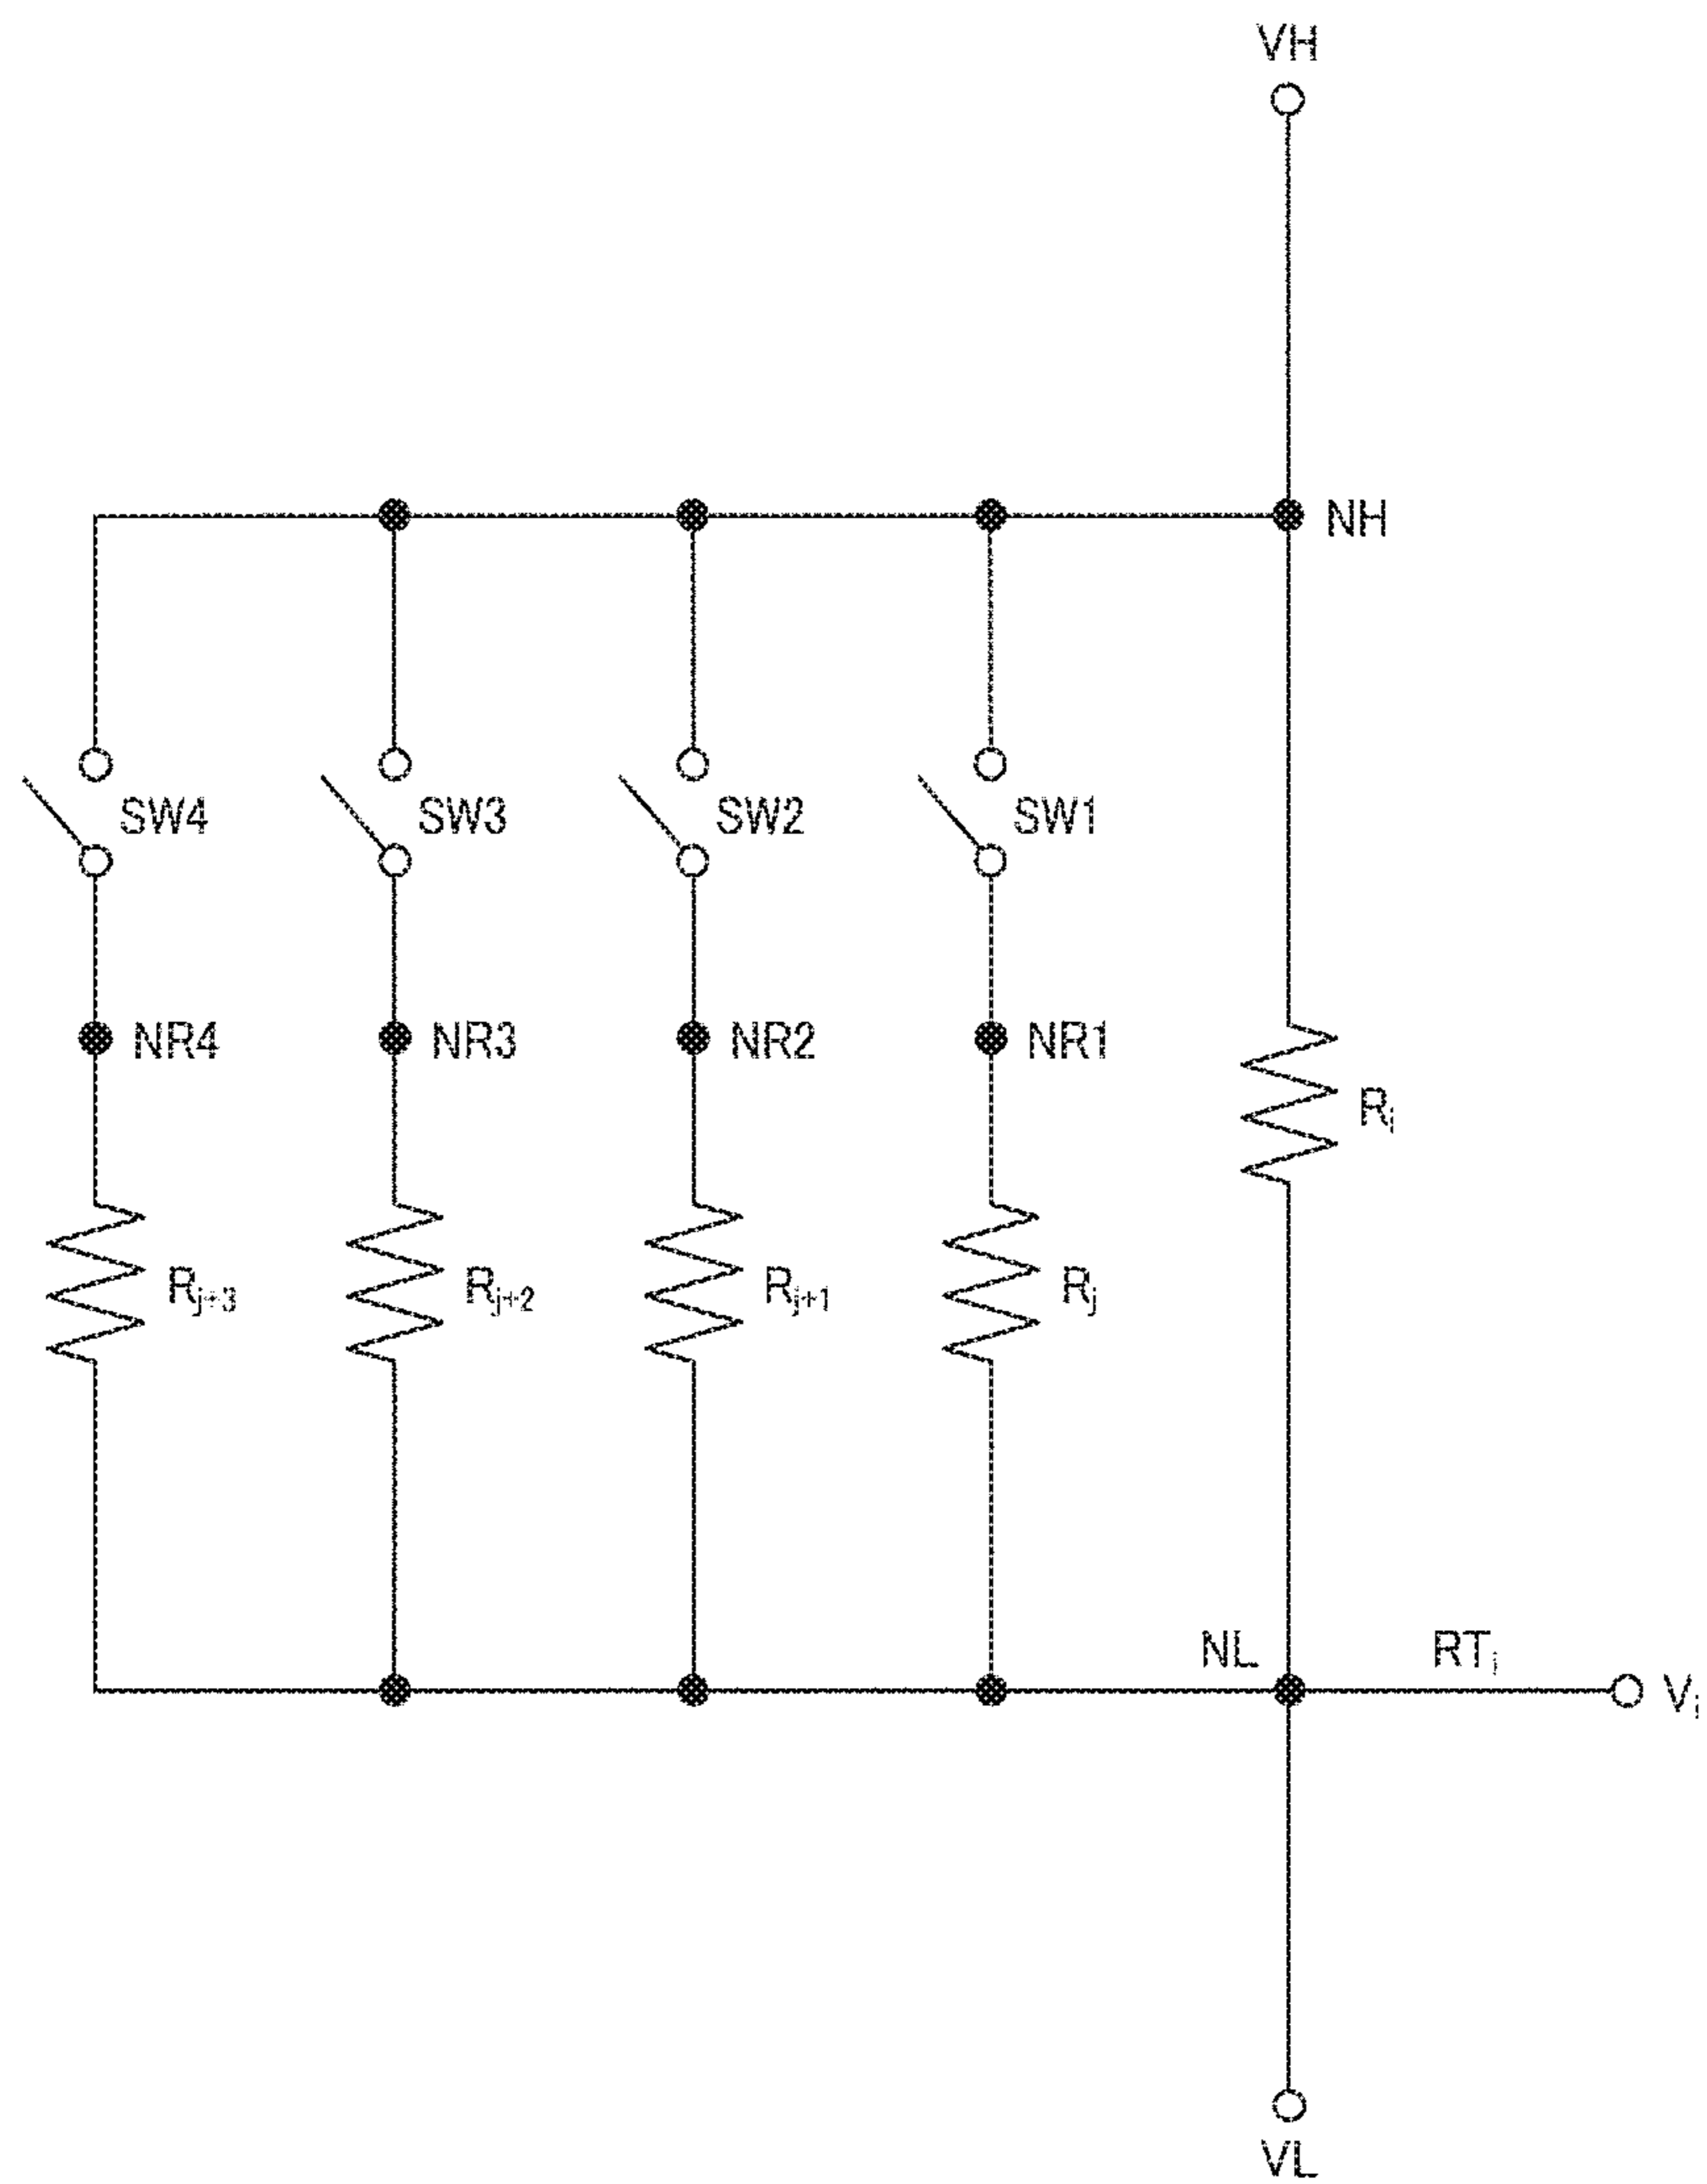 VH
NH
SW4 SW3 SW2 SW1
NR4 NR3 NR2 NR1
Rᵢ
Rⱼ₊₃ Rⱼ₊₂ Rⱼ₊₁ Rⱼ
NL RTᵢ
Vᵢ
VL